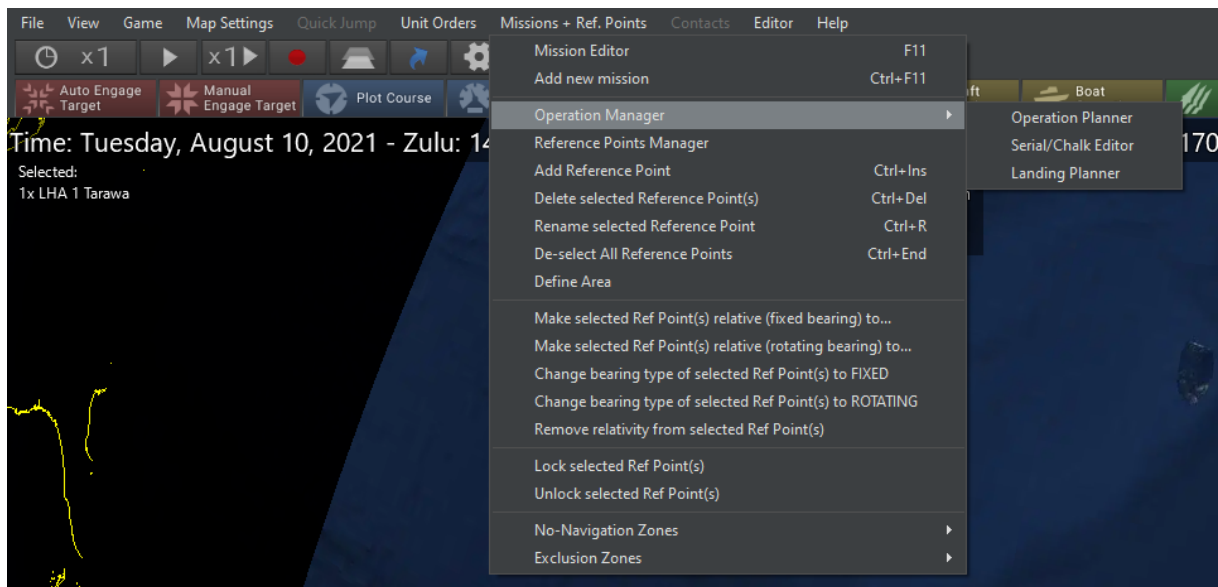 File View Game Map Settings Quick Jump Unit Orders Missions + Ref. Points Contacts Editor Help
x1 x1
Auto Engage
Target
Manual
Engage Target
Plot Course
Boat
Time: Tuesday, August 10, 2021 - Zulu:
Selected:
1x LHA 1 Tarawa
Mission Editor F11
Add new mission Ctrl+F11
Operation Manager
Reference Points Manager
Add Reference Point Ctrl+Ins
Delete selected Reference Point(s) Ctrl+Del
Rename selected Reference Point Ctrl+R
De-select All Reference Points Ctrl+End
Define Area
Make selected Ref Point(s) relative (fixed bearing) to...
Make selected Ref Point(s) relative (rotating bearing) to...
Change bearing type of selected Ref Point(s) to FIXED
Change bearing type of selected Ref Point(s) to ROTATING
Remove relativity from selected Ref Point(s)
Lock selected Ref Point(s)
Unlock selected Ref Point(s)
No-Navigation Zones
Exclusion Zones
Operation Planner
Serial/Chalk Editor
Landing Planner
170